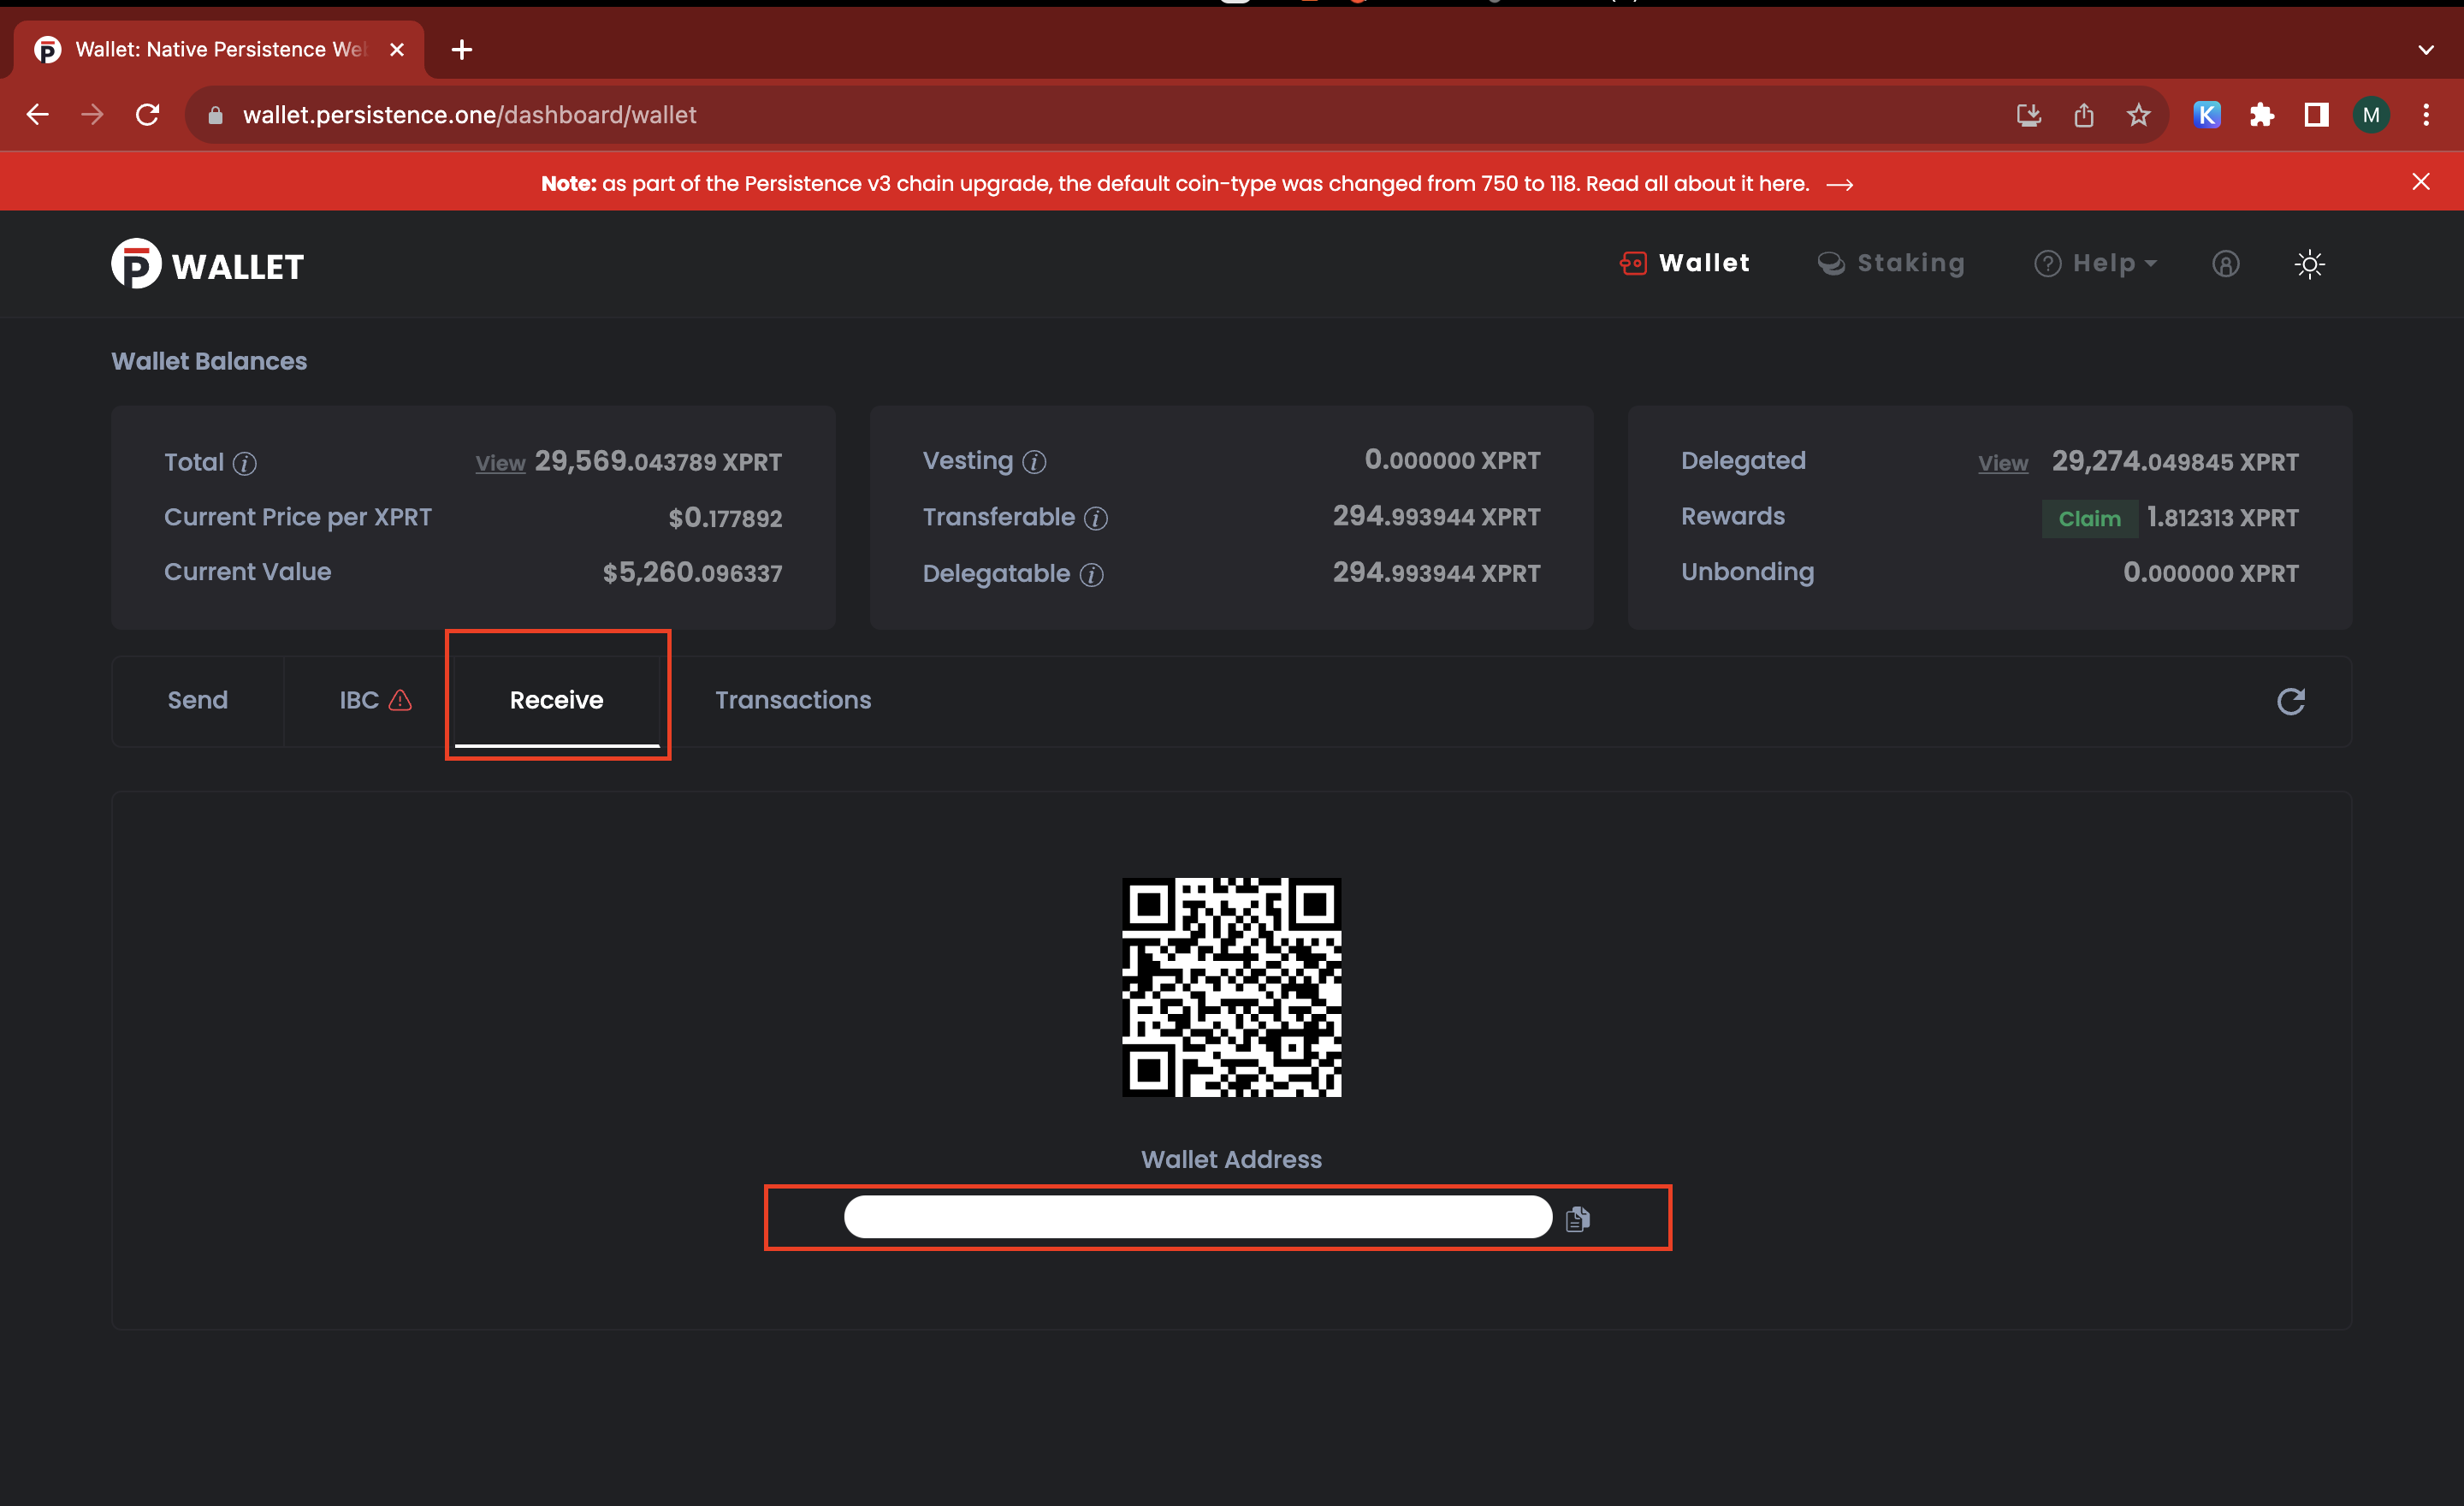 Wallet: Native Persistence We
wallet.persistence.one/dashboard/wallet
K
M
Note: as part of the Persistence v3 chain upgrade, the default coin-type was changed from 750 to 118. Read all about it here.
WALLET
Wallet
Staking
Help
Wallet Balances
Total View 29,569.043789 XPRT
Current Price per XPRT $0.177892
Current Value $5,260.096337
Vesting 0.000000 XPRT
Transferable 294.993944 XPRT
Delegatable 294.993944 XPRT
Delegated View 29,274.049845 XPRT
Rewards Claim 1.812313 XPRT
Unbonding 0.000000 XPRT
Send
IBC
Receive
Transactions
Wallet Address